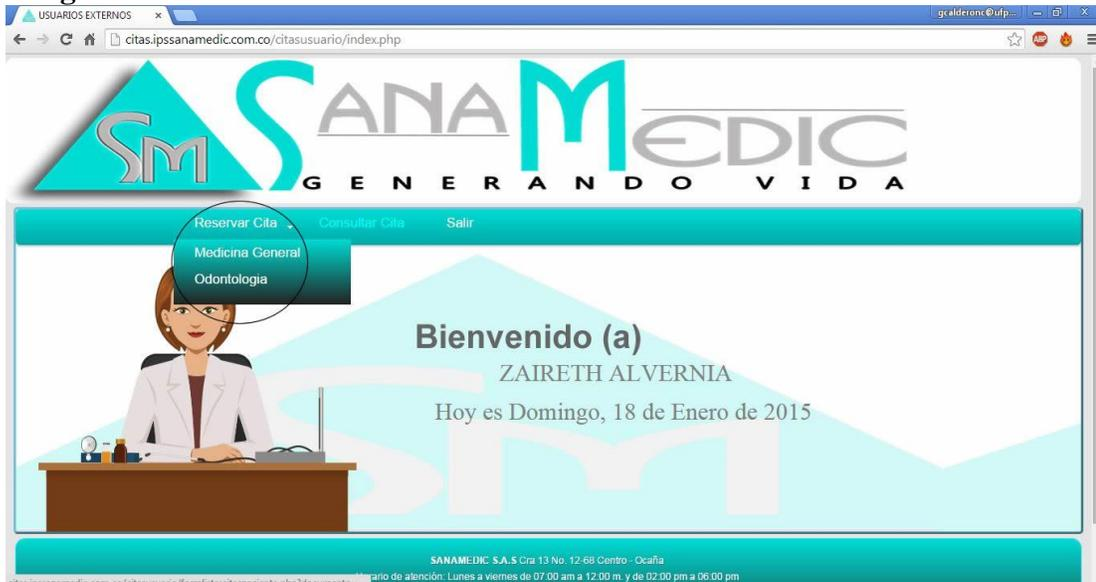 USUARIOS EXTERNOS
gcalderonc@ufp...
citas.ipssanamedic.com.co/citasusuario/index.php
ABP
SM SANAMEDIC
GENERANDO VIDA
Reservar Cita Consultar Cita Salir
Medicina General
Odontologia
Bienvenido (a)
ZAIRETH ALVERNIA
Hoy es Domingo, 18 de Enero de 2015
SM
SANAMEDIC S.A.S Cra 13 No. 12-68 Centro - Ocaña
de atención: Lunes a viernes de 07:00 am a 12:00 m. y de 02:00 pm a 06:00 pm